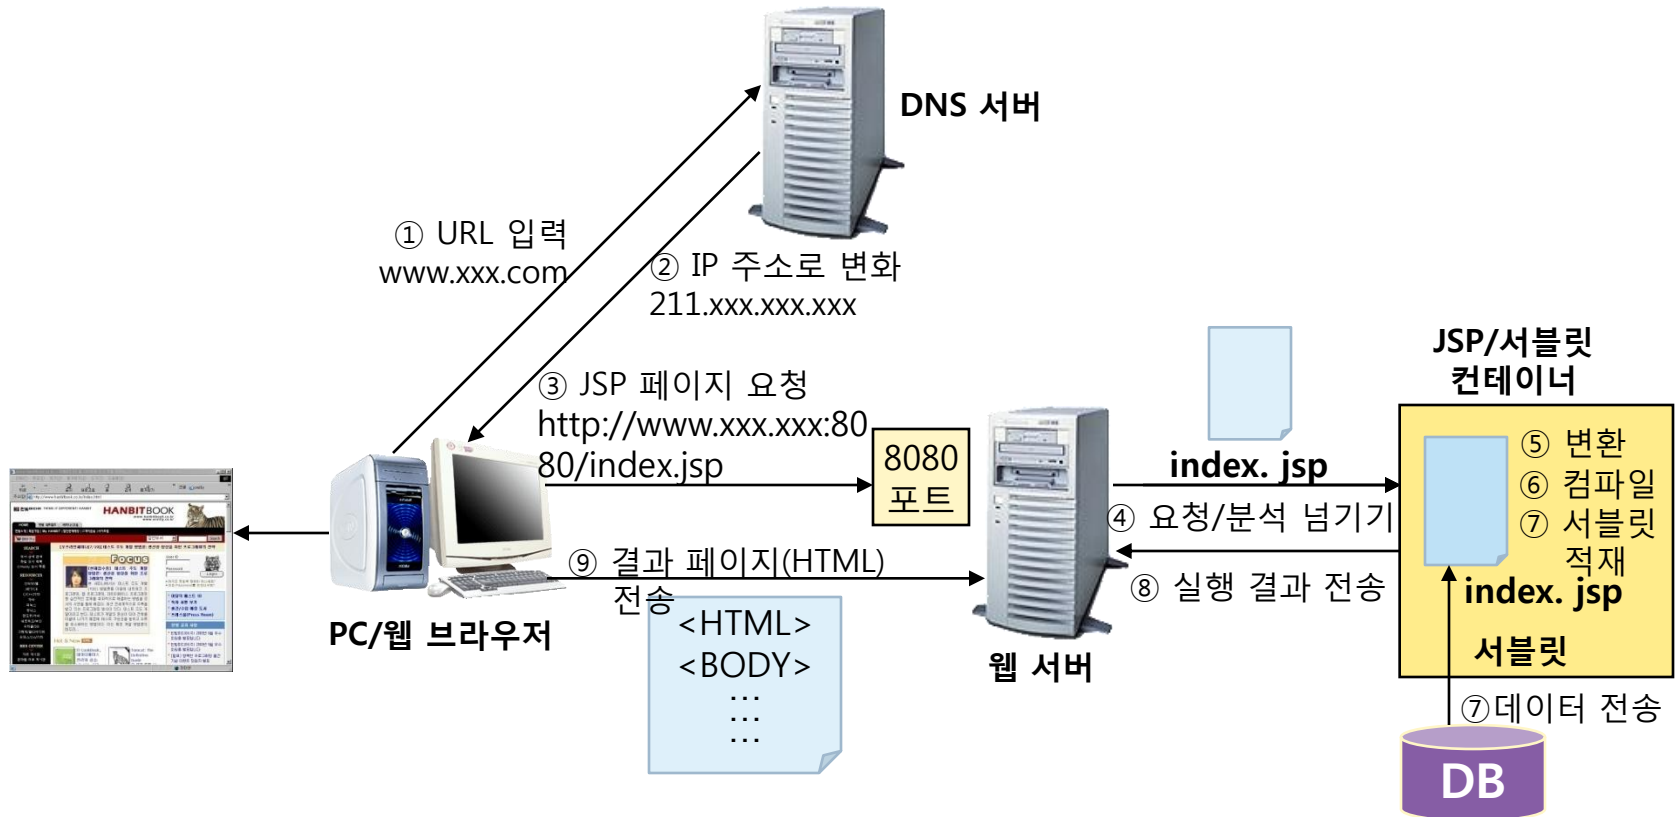 DNS 서버
① URL 입력
www.xxx.com
② IP 주소로 변화
211.xxx.xxx.xxx
③ JSP 페이지 요청
http://www.xxx.xxx:80
80/index.jsp
8080
포트
index. jsp
④ 요청/분석 넘기기
JSP/서블릿
컨테이너
⑤ 변환
⑥ 컴파일
⑦ 서블릿
적재
index. jsp
서블릿
⑦데이터 전송
DB
⑧ 실행 결과 전송
웹 서버
⑨ 결과 페이지(HTML)
전송
<HTML>
<BODY>
...
...
...
PC/웹 브라우저
HANBITBOOK
FOCUS